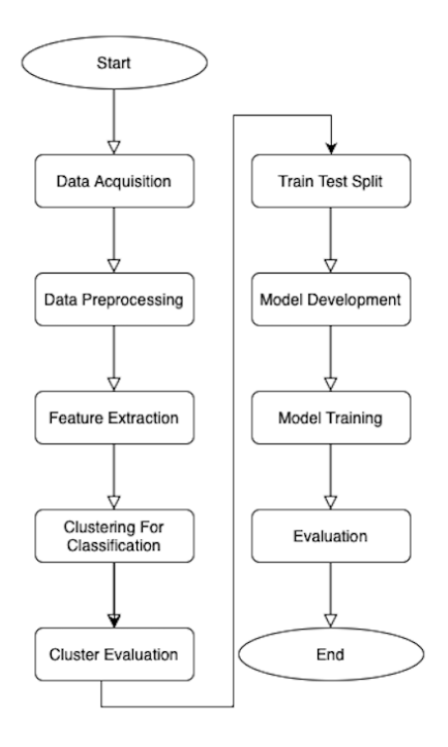 Start
Data Acquisition
Data Preprocessing
Feature Extraction
Clustering For
Classification
Cluster Evaluation
Train Test Split
Model Development
Model Training
Evaluation
End